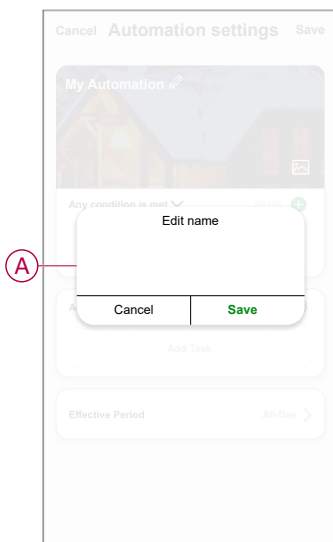 Cancel Automation settings Save
My Automation
Any condition is met
Edit name
A
Cancel Save
Add Task
Effective Period All-Day